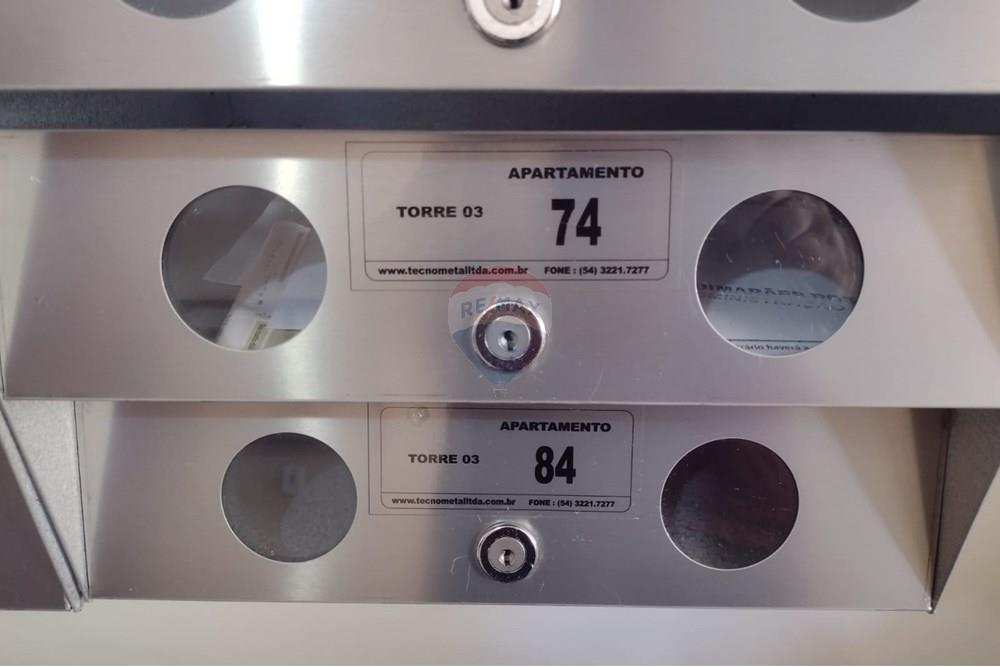 APARTAMENTO
TORRE 03
74
www.tecnometalltda.com.br FONE : (54) 3221.7277
RE/MAX
APARTAMENTO
TORRE 03
84
www.tecnometalltda.com.br FONE : (54) 3221.7277